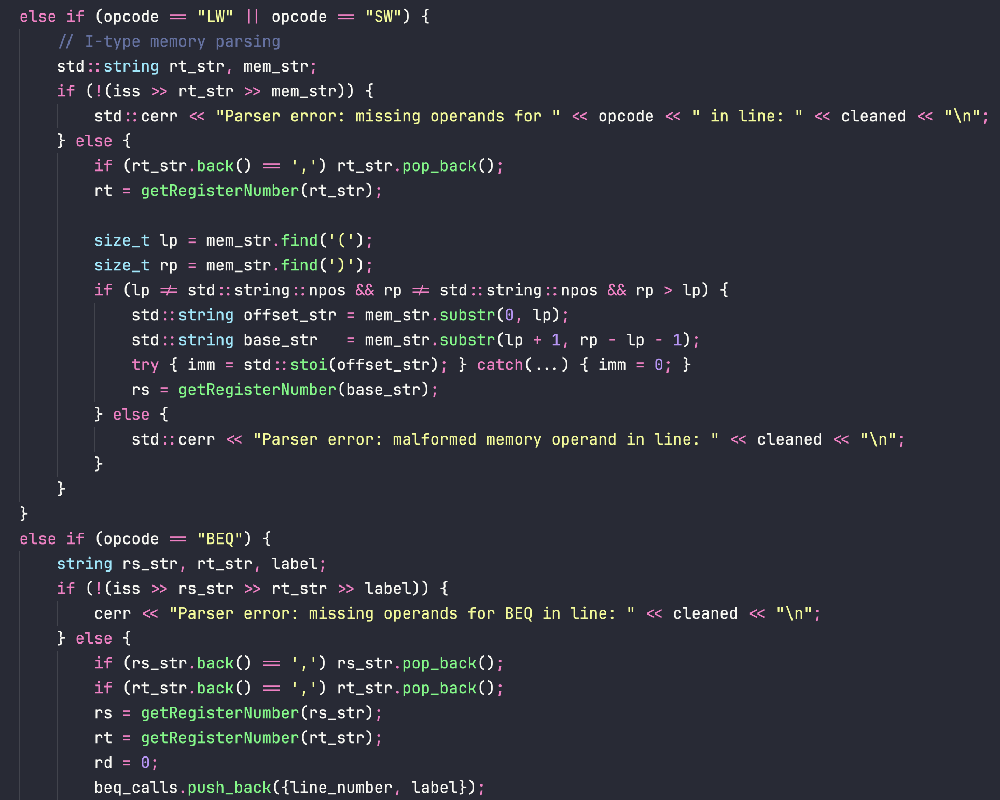 else if (opcode == "LW" || opcode == "SW") {
    // I-type memory parsing
    std::string rt_str, mem_str;
    if (!(iss >> rt_str >> mem_str)) {
        std::cerr << "Parser error: missing operands for " << opcode << " in line: " << cleaned << "\n";
    } else {
        if (rt_str.back() == ',') rt_str.pop_back();
        rt = getRegisterNumber(rt_str);

        size_t lp = mem_str.find('(');
        size_t rp = mem_str.find(')');
        if (lp != std::string::npos && rp != std::string::npos && rp > lp) {
            std::string offset_str = mem_str.substr(0, lp);
            std::string base_str   = mem_str.substr(lp + 1, rp - lp - 1);
            try { imm = std::stoi(offset_str); } catch(...) { imm = 0; }
            rs = getRegisterNumber(base_str);
        } else {
            std::cerr << "Parser error: malformed memory operand in line: " << cleaned << "\n";
        }
    }
}
else if (opcode == "BEQ") {
    string rs_str, rt_str, label;
    if (!(iss >> rs_str >> rt_str >> label)) {
        cerr << "Parser error: missing operands for BEQ in line: " << cleaned << "\n";
    } else {
        if (rs_str.back() == ',') rs_str.pop_back();
        if (rt_str.back() == ',') rt_str.pop_back();
        rs = getRegisterNumber(rs_str);
        rt = getRegisterNumber(rt_str);
        rd = 0;
        beq_calls.push_back({line_number, label});